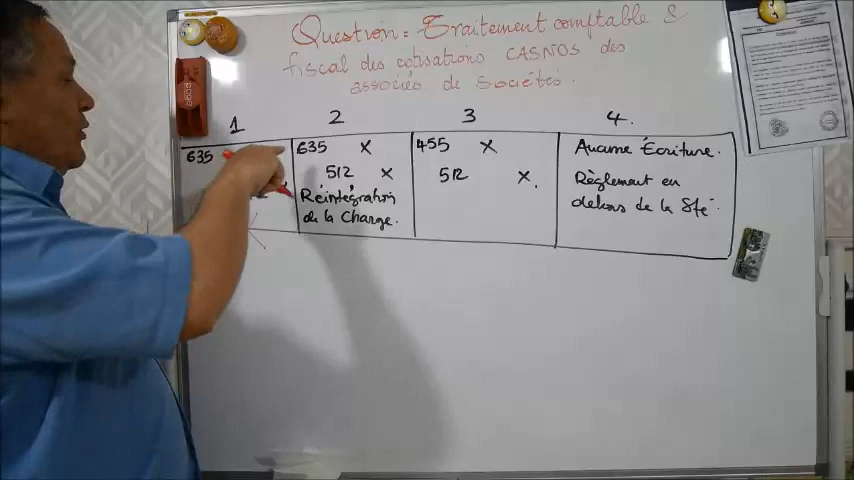 Question: Traitement comptable &
fiscal des cotisations CASNOS des
associés de Sociétés.
1 2 3 4.
635
635 X
512 X
Réintégration
de la Charge.
455 X
512 X.
Aucune Écriture.
Règlement en
dehors de la Sté.